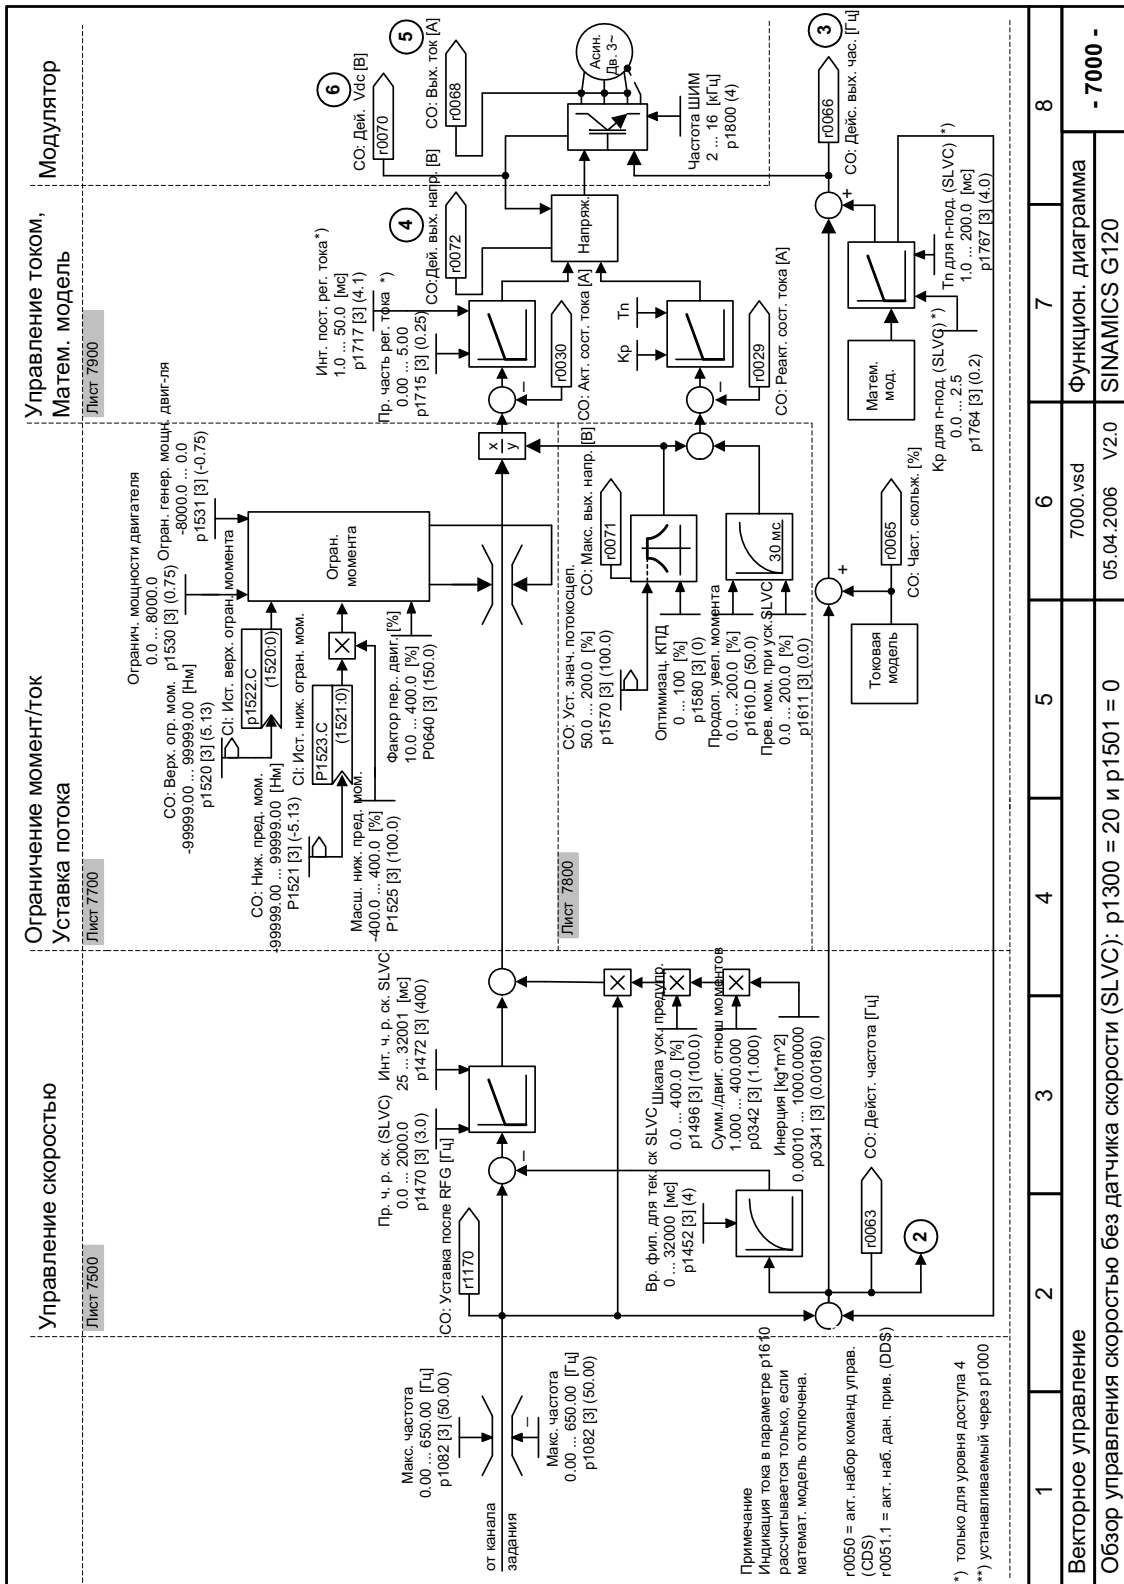 Управление скоростью
Ограничение момент/ток
Уставка потока
Управление током,
Матем. модель
Модулятор
Лист 7500
Лист 7700
Лист 7900
Лист 7800
от канала
задания
Макс. частота
0.00 ... 650.00 [Гц]
p1082 [3] (50.00)
–
Макс. частота
0.00 ... 650.00 [Гц]
p1082 [3] (50.00)
CO: Уставка после RFG [Гц]
r1170
Пр. ч. р. ск. (SLVC)
0.0 ... 2000.0
p1470 [3] (3.0)
Инт. ч. р. ск. SLVC
25 ... 32001 [мс]
p1472 [3] (400)
–
Вр. фил. для тек. ск SLVC
0 ... 32000 [мс]
p1452 [3] (4)
Шкала уск. предупр.
0.0 ... 400.0 [%]
p1496 [3] (100.0)
Сумм./двиг. отнош моментов
1.000 ... 400.000
p0342 [3] (1.000)
Инерция [kg*m^2]
0.00010 ... 1000.00000
p0341 [3] (0.00180)
CO: Дейст. частота [Гц]
r0063
2
CO: Верх. огр. мом.
-99999.00 ... 99999.00 [Нм]
p1520 [3] (5.13)
CI: Ист. верх. огран. момента
p1522.C
(1520:0)
CO: Ниж. пред. мом.
-99999.00 ... 99999.00 [Нм]
P1521 [3] (-5.13)
CI: Ист. ниж. огран. мом.
P1523.C
(1521:0)
Масш. ниж. пред. мом.
-400.0 ... 400.0 [%]
P1525 [3] (100.0)
Огранич. мощности двигателя
0.0 ... 8000.0
p1530 [3] (0.75)
Огран. генер. мощн. двиг-ля
-8000.0 ... 0.0
p1531 [3] (-0.75)
Фактор пер. двиг. [%]
10.0 ... 400.0 [%]
P0640 [3] (150.0)
Огран.
момента
x
y
CO: Уст. знач. потокосцеп.
50.0 ... 200.0 [%]
p1570 [3] (100.0)
CO: Макс. вых. напр. [В]
r0071
Оптимизац. КПД
0 ... 100 [%]
p1580 [3] (0)
Продол. увел. момента
0.0 ... 200.0 [%]
p1610.D (50.0)
Прев. мом. при уск.SLVC
0.0 ... 200.0 [%]
p1611 [3] (0.0)
30 мс
Инт. пост. рег. тока*)
1.0 ... 50.0 [мс]
p1717 [3] (4.1)
Пр. часть рег. тока *)
0.00 ... 5.00
p1715 [3] (0.25)
–
r0030
CO: Акт. сост. тока [А]
Кр
Tn
–
r0029
CO: Реакт. сост. тока [А]
4
CO:Дей. вых. напр. [В]
r0072
Напряж.
6
CO: Дей. Vdc [В]
r0070
5
CO: Вых. ток [А]
r0068
Асин.
Дв. 3~
Частота ШИМ
2 ... 16 [кГц]
p1800 (4)
3
CO: Дейс. вых. час. [Гц]
r0066
+
+
Токовая
модель
r0065
CO: Част. скольж. [%]
Матем.
мод.
Кр для n-под. (SLVC) *)
0.0 ... 2.5
p1764 [3] (0.2)
Tn для n-под. (SLVC) *)
1.0 ... 200.0 [мс]
p1767 [3] (4.0)
Примечание
Индикация тока в параметре p1610
рассчитывается только, если
математ. модель отключена.
r0050 = акт. набор команд управ.
(CDS)
r0051.1 = акт. наб. дан. прив. (DDS)
*) только для уровня доступа 4
**) устанавливаемый через p1000
1 2 3 4 5 6 7 8
Векторное управление
7000.vsd
Функцион. диаграмма
- 7000 -
Обзор управления скоростью без датчика скорости (SLVC): p1300 = 20 и p1501 = 0
05.04.2006 V2.0
SINAMICS G120